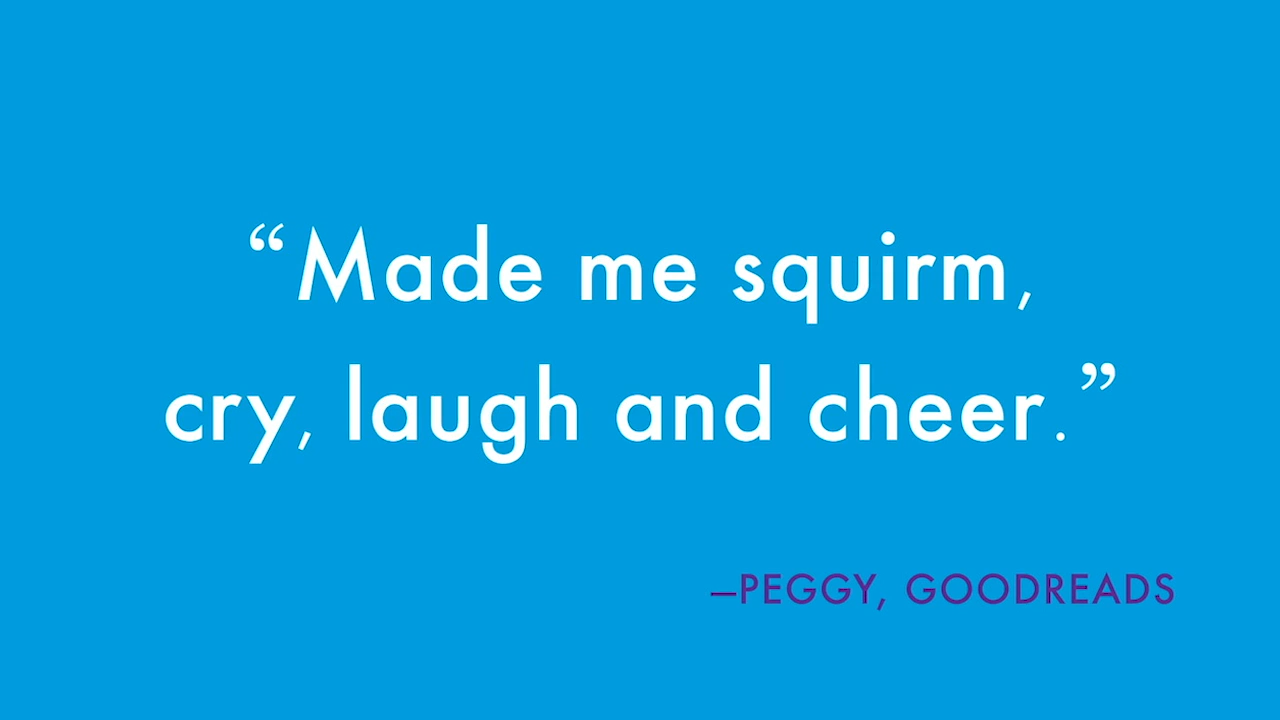 “Made me squirm,
cry, laugh and cheer.”
—PEGGY, GOODREADS